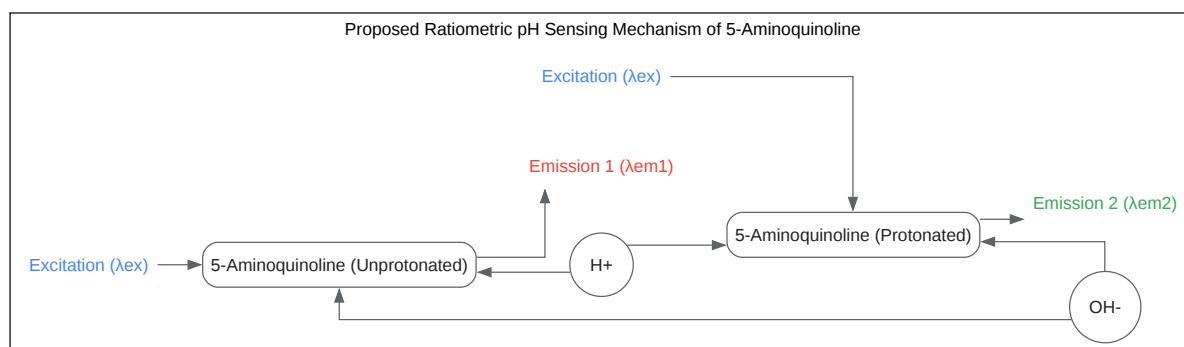 Proposed Ratiometric pH Sensing Mechanism of 5-Aminoquinoline
Excitation (λex)
Emission 1 (λem1)
Emission 2 (λem2)
5-Aminoquinoline (Protonated)
Excitation (λex)
5-Aminoquinoline (Unprotonated)
H+
OH-